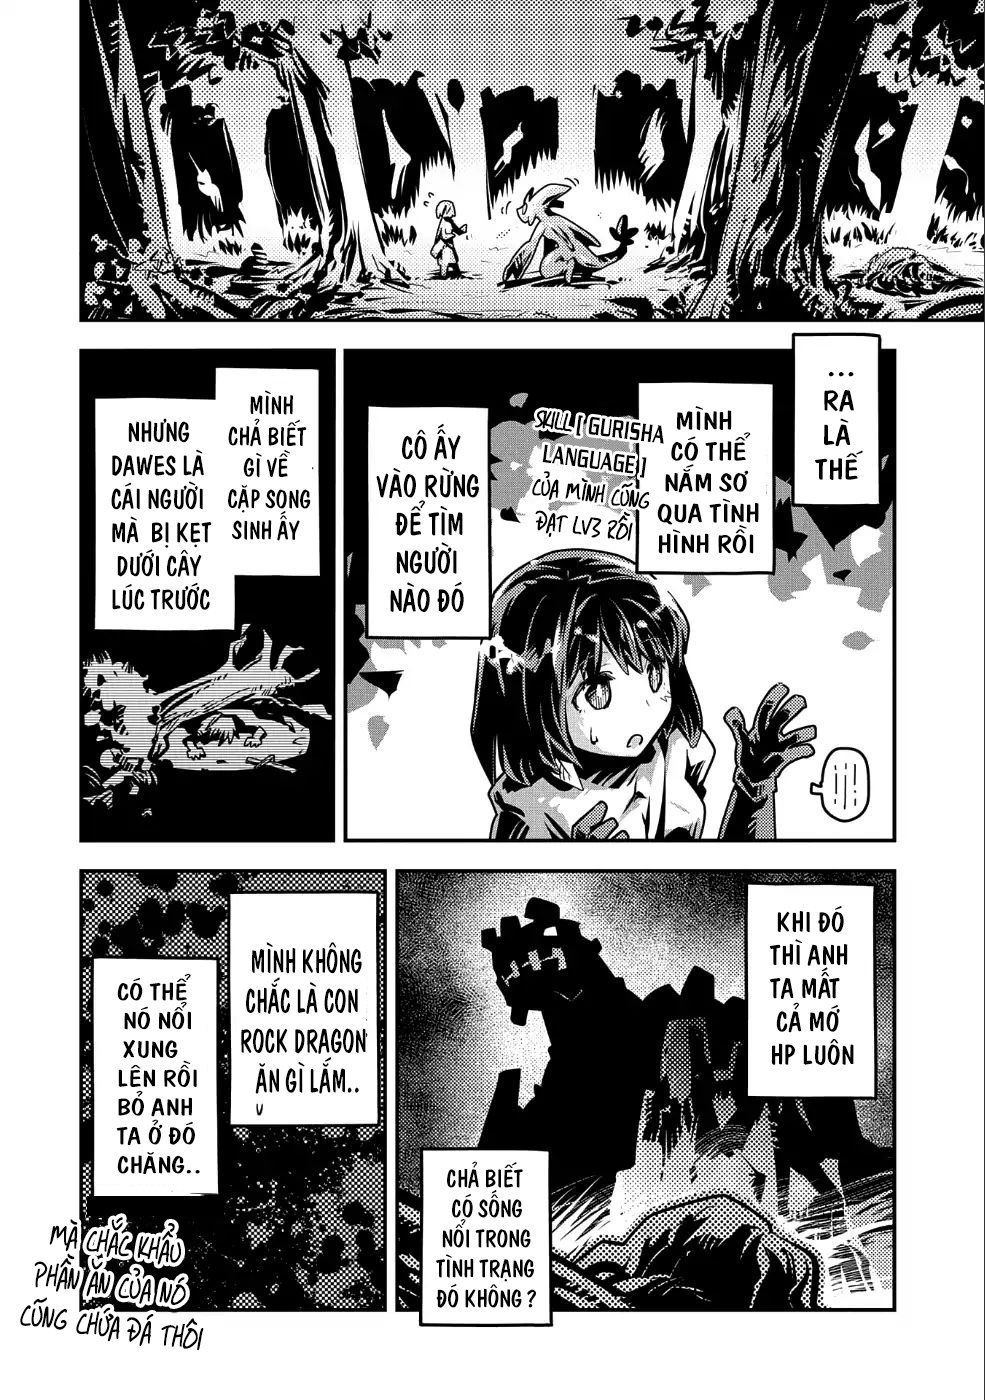 ...
RA
LÀ
THẾ
MÌNH
CÓ THỂ
NẮM SƠ
QUA TÌNH
HÌNH RỒI
SKILL [ GURISHA
LANGUAGE ]
CỦA MÌNH CŨNG
ĐẠT LV3 RỒI
CÔ ẤY
VÀO RỪNG
ĐỂ TÌM
NGƯỜI
NÀO ĐÓ
MÌNH
CHẢ BIẾT
GÌ VỀ
CẶP SONG
SINH ẤY
NHƯNG
DAWES LÀ
CÁI NGƯỜI
MÀ BỊ KẸT
DƯỚI CÂY
LÚC TRƯỚC
KHI ĐÓ
THÌ ANH
TA MẤT
CẢ MỚ
HP LUÔN
CHẢ BIẾT
CÓ SỐNG
NỔI TRONG
TÌNH TRẠNG
ĐÓ KHÔNG ?
MÌNH KHÔNG
CHẮC LÀ CON
ROCK DRAGON
ĂN GÌ LẮM..
CÓ THỂ
NÓ NỔI
XUNG
LÊN RỒI
BỎ ANH
TA Ở ĐÓ
CHĂNG..
MÀ CHẮC KHẨU
PHẦN ĂN CỦA NÓ
CŨNG CHỨA ĐÁ THÔI